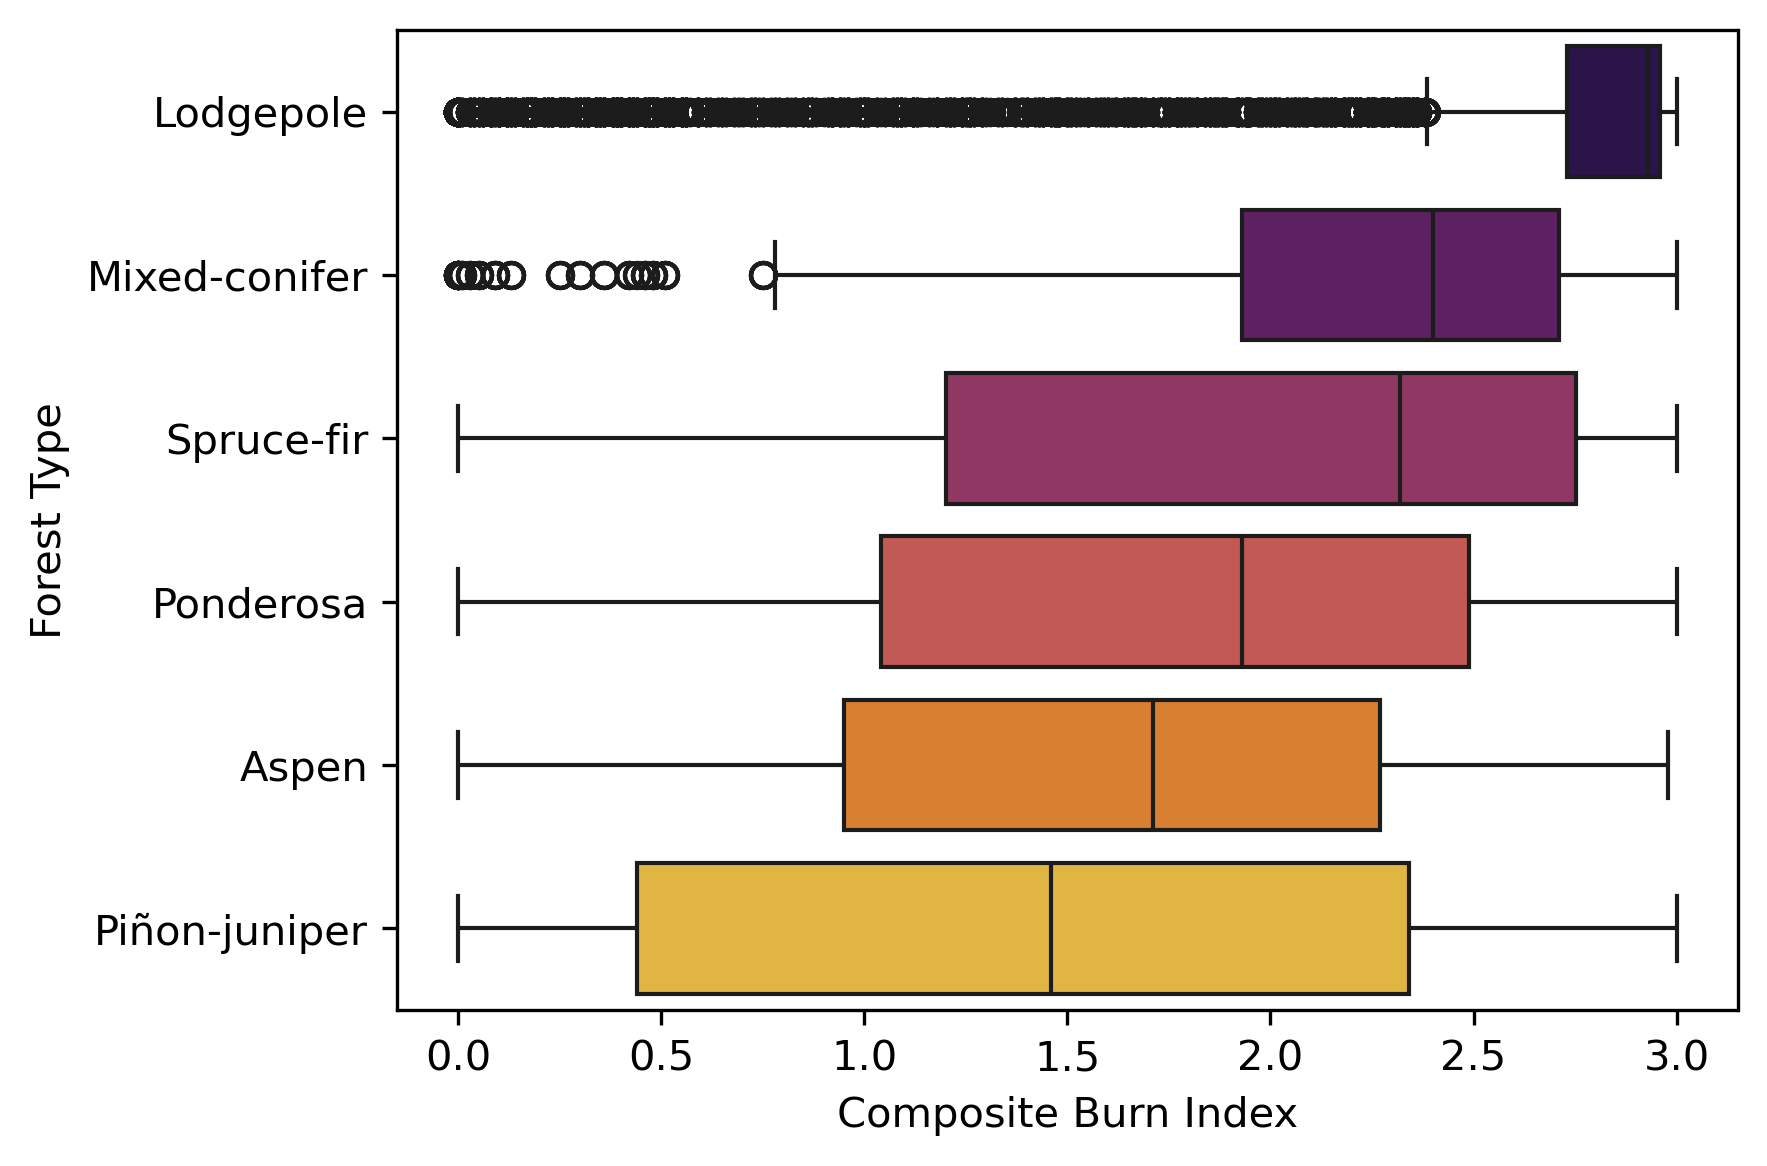 Lodgepole
Mixed-conifer
Spruce-fir
Ponderosa
Aspen
Piñon-juniper
Forest Type
0.0 0.5 1.0 1.5 2.0 2.5 3.0
Composite Burn Index